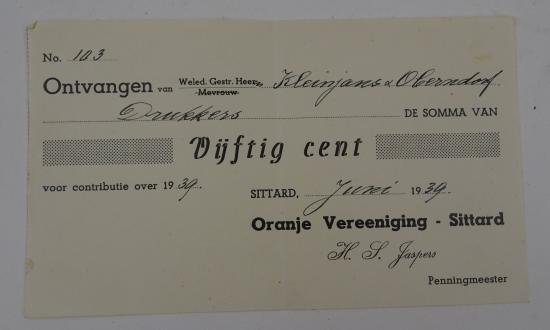 No. 103
Ontvangen van Weled. Gestr. Heeren Kleinjans & Oberndorf.
Mevrouw
Drukkers DE SOMMA VAN
Vijftig cent
voor contributie over 1939.
SITTARD, Juni 1939.
Oranje Vereeniging - Sittard
H. S. Jaspers
Penningmeester